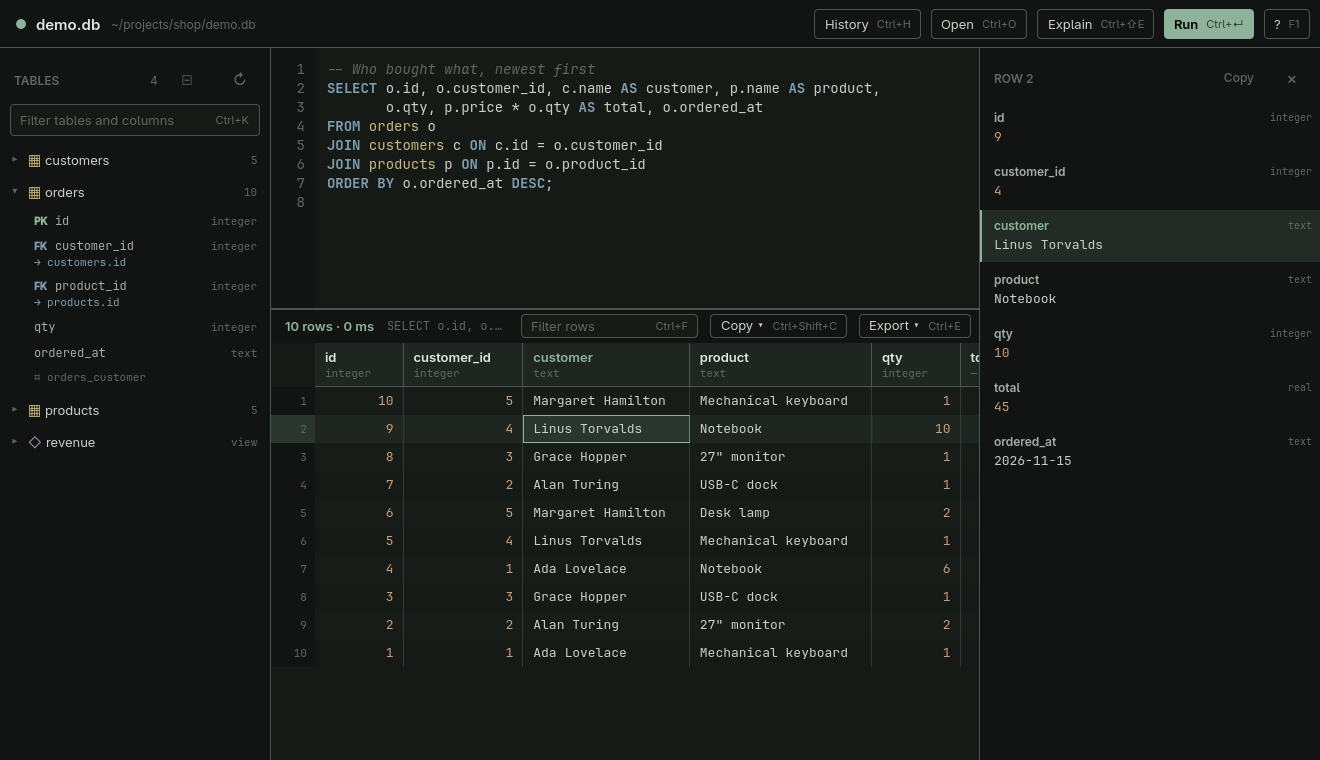 demo.db ~/projects/shop/demo.db History Ctrl+H Open Ctrl+O Explain Ctrl+⇧E Run Ctrl+↵ ? F1
TABLES 4
Filter tables and columns Ctrl+K
customers 5
orders 10
PK id integer
FK customer_id integer
→ customers.id
FK product_id integer
→ products.id
qty integer
ordered_at text
⌗ orders_customer
products 5
revenue view
1 -- Who bought what, newest first
2 SELECT o.id, o.customer_id, c.name AS customer, p.name AS product,
3 o.qty, p.price * o.qty AS total, o.ordered_at
4 FROM orders o
5 JOIN customers c ON c.id = o.customer_id
6 JOIN products p ON p.id = o.product_id
7 ORDER BY o.ordered_at DESC;
8
10 rows · 0 ms SELECT o.id, o.… Filter rows Ctrl+F Copy ▾ Ctrl+Shift+C Export ▾ Ctrl+E
id customer_id customer product qty
integer integer text text integer
1 10 5 Margaret Hamilton Mechanical keyboard 1
2 9 4 Linus Torvalds Notebook 10
3 8 3 Grace Hopper 27" monitor 1
4 7 2 Alan Turing USB-C dock 1
5 6 5 Margaret Hamilton Desk lamp 2
6 5 4 Linus Torvalds Mechanical keyboard 1
7 4 1 Ada Lovelace Notebook 6
8 3 3 Grace Hopper USB-C dock 1
9 2 2 Alan Turing 27" monitor 2
10 1 1 Ada Lovelace Mechanical keyboard 1
ROW 2 Copy ×
id integer
9
customer_id integer
4
customer text
Linus Torvalds
product text
Notebook
qty integer
10
total real
45
ordered_at text
2026-11-15